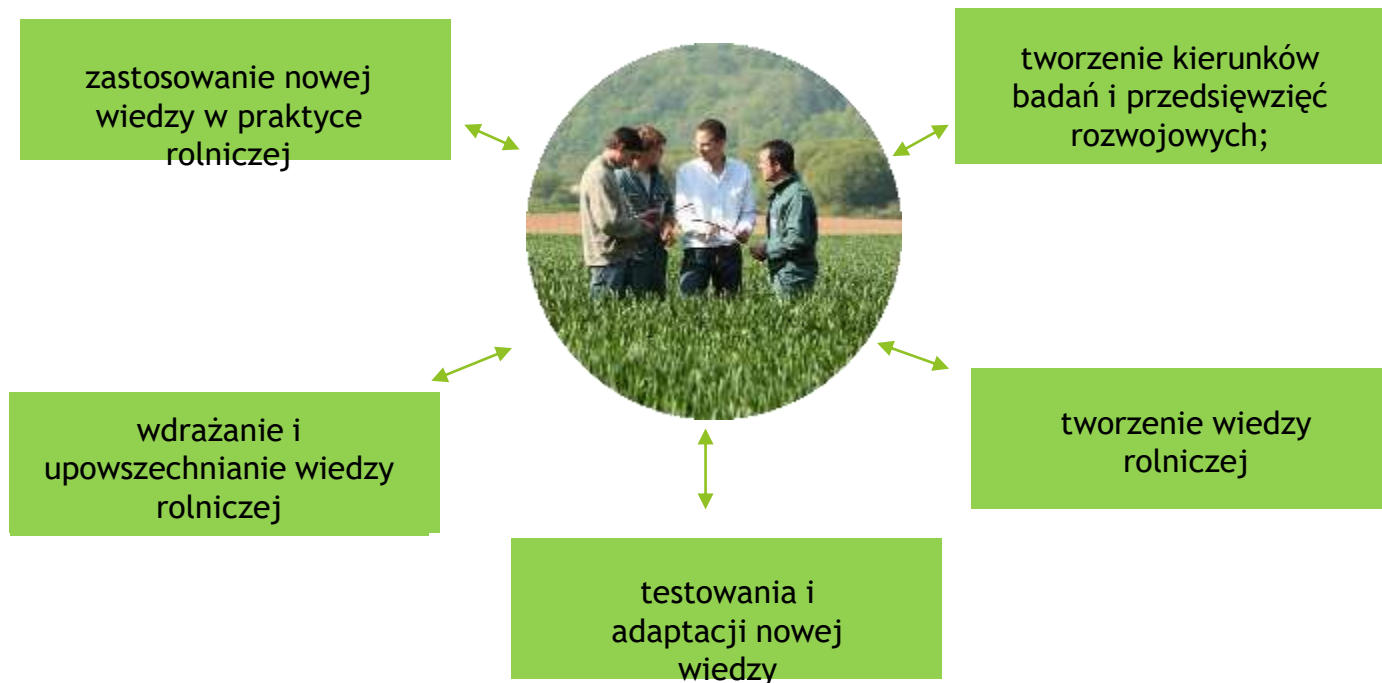 zastosowanie nowej
wiedzy w praktyce
rolniczej
tworzenie kierunków
badań i przedsięwzięć
rozwojowych;
wdrażanie i
upowszechnianie wiedzy
rolniczej
tworzenie wiedzy
rolniczej
testowania i
adaptacji nowej
wiedzy